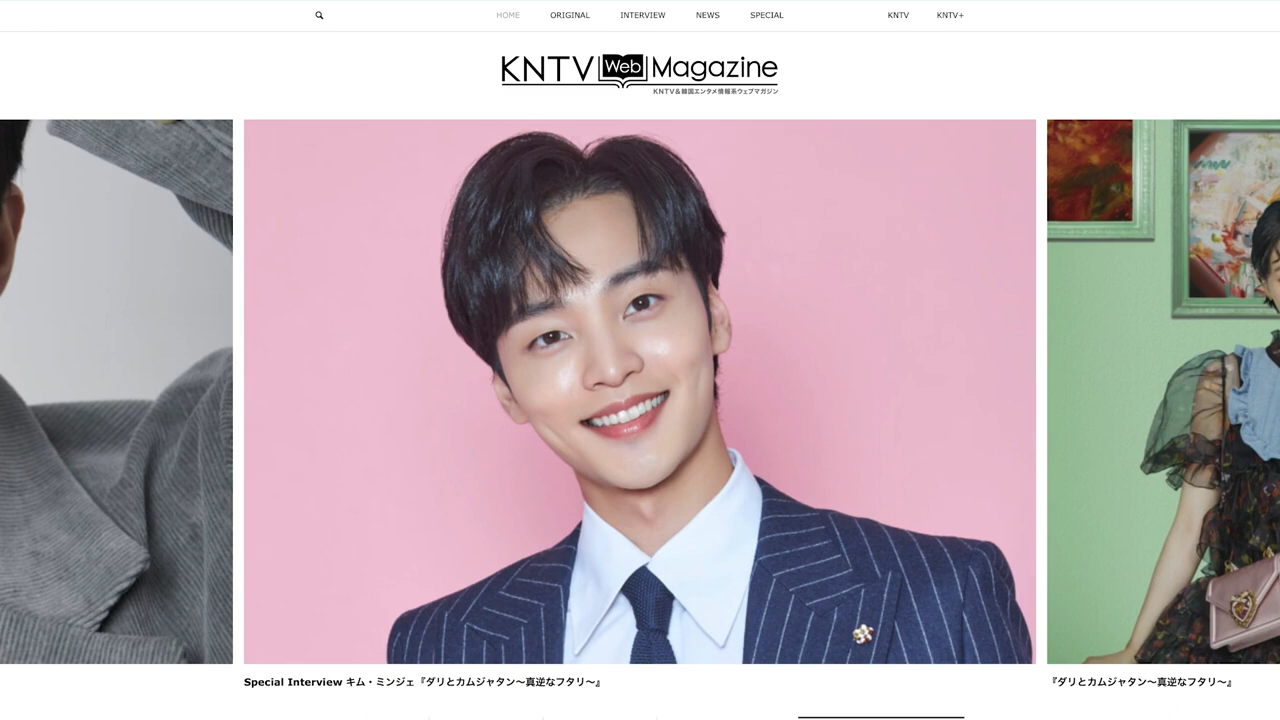 HOME ORIGINAL INTERVIEW NEWS SPECIAL KNTV KNTV+
KNTV Web Magazine
KNTV&韓国エンタメ情報系ウェブマガジン
Special Interview キム・ミンジェ『ダリとカムジャタン〜真逆なフタリ〜』
『ダリとカムジャタン〜真逆なフタリ〜』